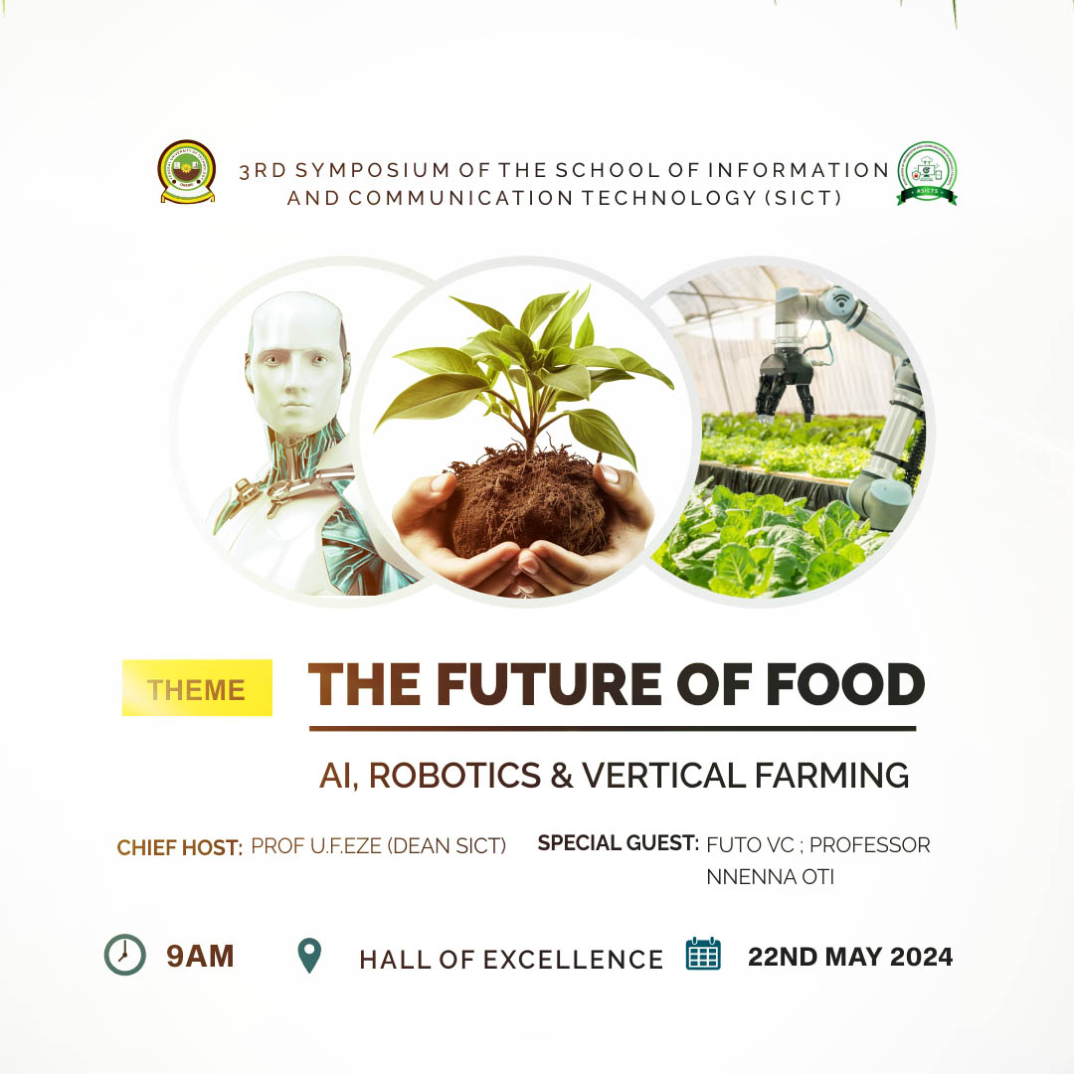 3RD SYMPOSIUM OF THE SCHOOL OF INFORMATION
AND COMMUNICATION TECHNOLOGY (SICT)
ASICTS
THEME
THE FUTURE OF FOOD
AI, ROBOTICS & VERTICAL FARMING
CHIEF HOST: PROF U.F.EZE (DEAN SICT)
SPECIAL GUEST: FUTO VC ; PROFESSOR
NNENNA OTI
9AM
HALL OF EXCELLENCE
22ND MAY 2024